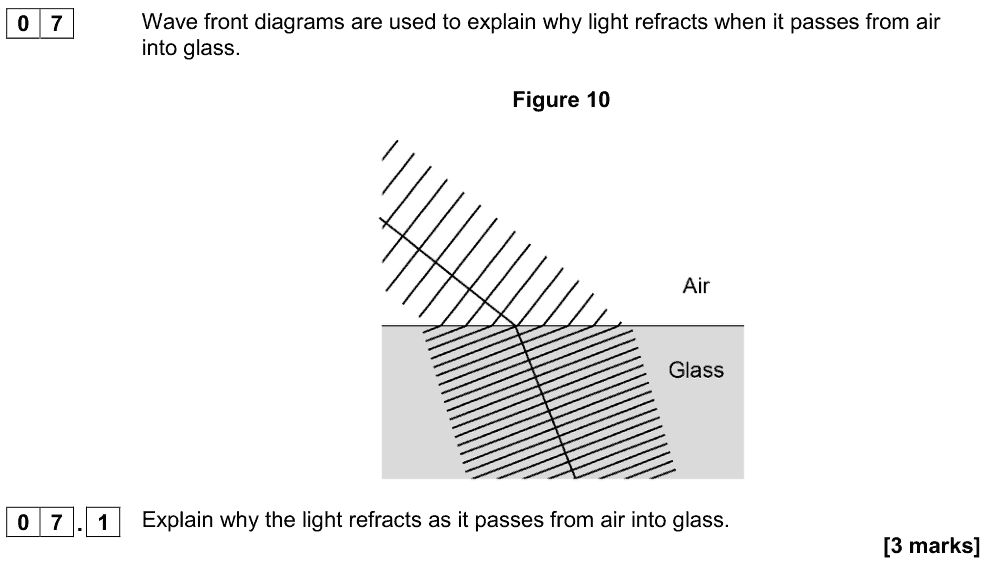 0 7 Wave front diagrams are used to explain why light refracts when it passes from air
into glass.
Figure 10
Air
Glass
0 7 . 1 Explain why the light refracts as it passes from air into glass.
[3 marks]